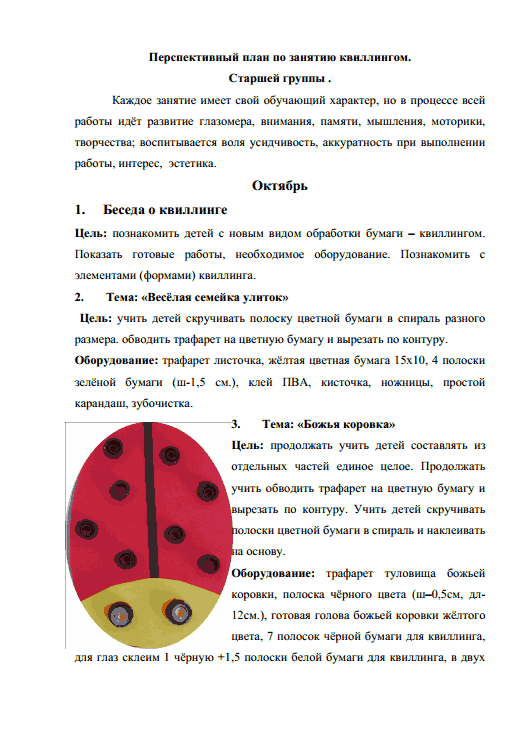 Перспективный план по занятию квиллингом.
Старшей группы .
Каждое занятие имеет свой обучающий характер, но в процессе всей
работы идёт развитие глазомера, внимания, памяти, мышления, моторики,
творчества; воспитывается воля усидчивость, аккуратность при выполнении
работы, интерес, эстетика.
Октябрь
1. Беседа о квиллинге
Цель: познакомить детей с новым видом обработки бумаги – квиллингом.
Показать готовые работы, необходимое оборудование. Познакомить с
элементами (формами) квиллинга.
2. Тема: «Весёлая семейка улиток»
Цель: учить детей скручивать полоску цветной бумаги в спираль разного
размера. обводить трафарет на цветную бумагу и вырезать по контуру.
Оборудование: трафарет листочка, жёлтая цветная бумага 15х10, 4 полоски
зелёной бумаги (ш-1,5 см.), клей ПВА, кисточка, ножницы, простой
карандаш, зубочистка.
3. Тема: «Божья коровка»
Цель: продолжать учить детей составлять из
отдельных частей единое целое. Продолжать
учить обводить трафарет на цветную бумагу и
вырезать по контуру. Учить детей скручивать
полоски цветной бумаги в спираль и наклеивать
на основу.
Оборудование: трафарет туловища божьей
коровки, полоска чёрного цвета (ш–0,5см, дл-
12см.), готовая голова божьей коровки жёлтого
цвета, 7 полосок чёрной бумаги для квиллинга,
для глаз склеим 1 чёрную +1,5 полоски белой бумаги для квиллинга, в двух